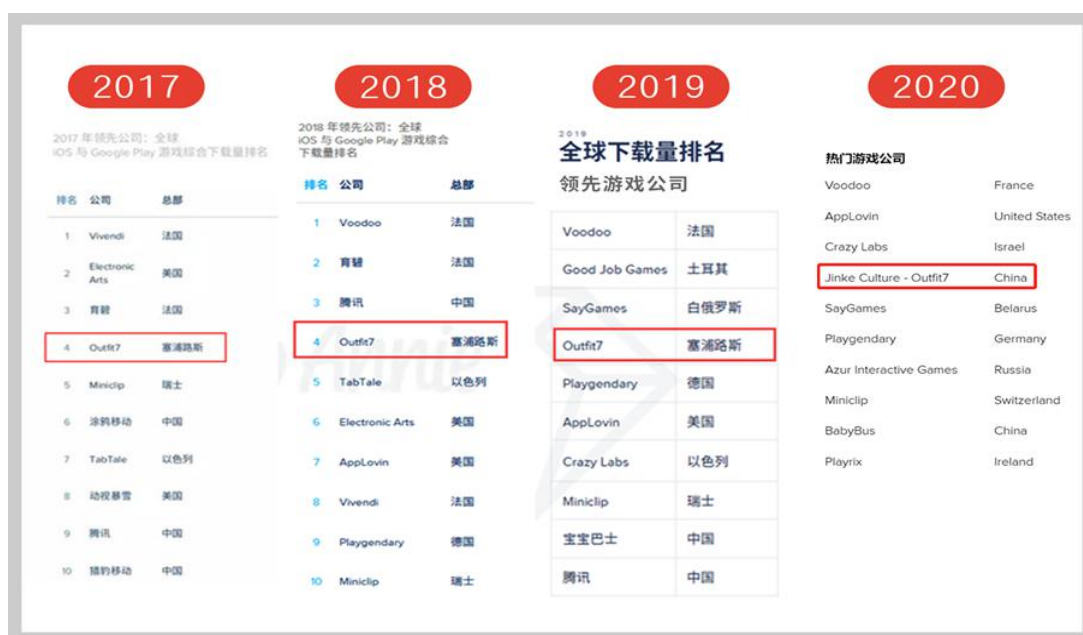 2017
2017 年领先公司：全球
iOS 与 Google Play 游戏综合下载量排名
排名 公司 总部
1 Vivendi 法国
2 Electronic Arts 美国
3 育碧 法国
4 Outfit7 塞浦路斯
5 Miniclip 瑞士
6 涂鸦移动 中国
7 TabTale 以色列
8 动视暴雪 美国
9 腾讯 中国
10 猎豹移动 中国
2018
2018 年领先公司：全球
iOS 与 Google Play 游戏综合
下载量排名
排名 公司 总部
1 Voodoo 法国
2 育碧 法国
3 腾讯 中国
4 Outfit7 塞浦路斯
5 TabTale 以色列
6 Electronic Arts 美国
7 AppLovin 美国
8 Vivendi 法国
9 Playgendary 德国
10 Miniclip 瑞士
2019
2019
全球下载量排名
领先游戏公司
Voodoo 法国
Good Job Games 土耳其
SayGames 白俄罗斯
Outfit7 塞浦路斯
Playgendary 德国
AppLovin 美国
Crazy Labs 以色列
Miniclip 瑞士
宝宝巴士 中国
腾讯 中国
2020
热门游戏公司
Voodoo France
AppLovin United States
Crazy Labs Israel
Jinke Culture - Outfit7 China
SayGames Belarus
Playgendary Germany
Azur Interactive Games Russia
Miniclip Switzerland
BabyBus China
Playrix Ireland
Annie